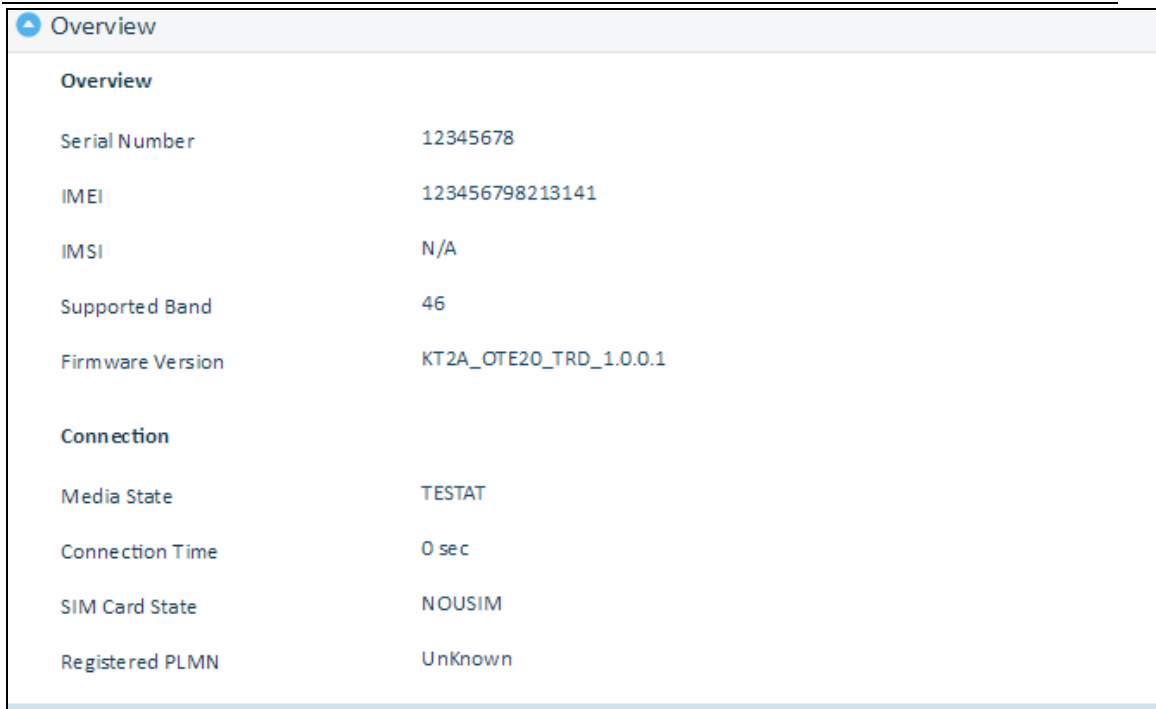 Overview
Overview
Serial Number 12345678
IMEI 123456798213141
IMSI N/A
Supported Band 46
Firmware Version KT2A_OTE20_TRD_1.0.0.1
Connection
Media State TESTAT
Connection Time 0 sec
SIM Card State NOUSIM
Registered PLMN UnKnown